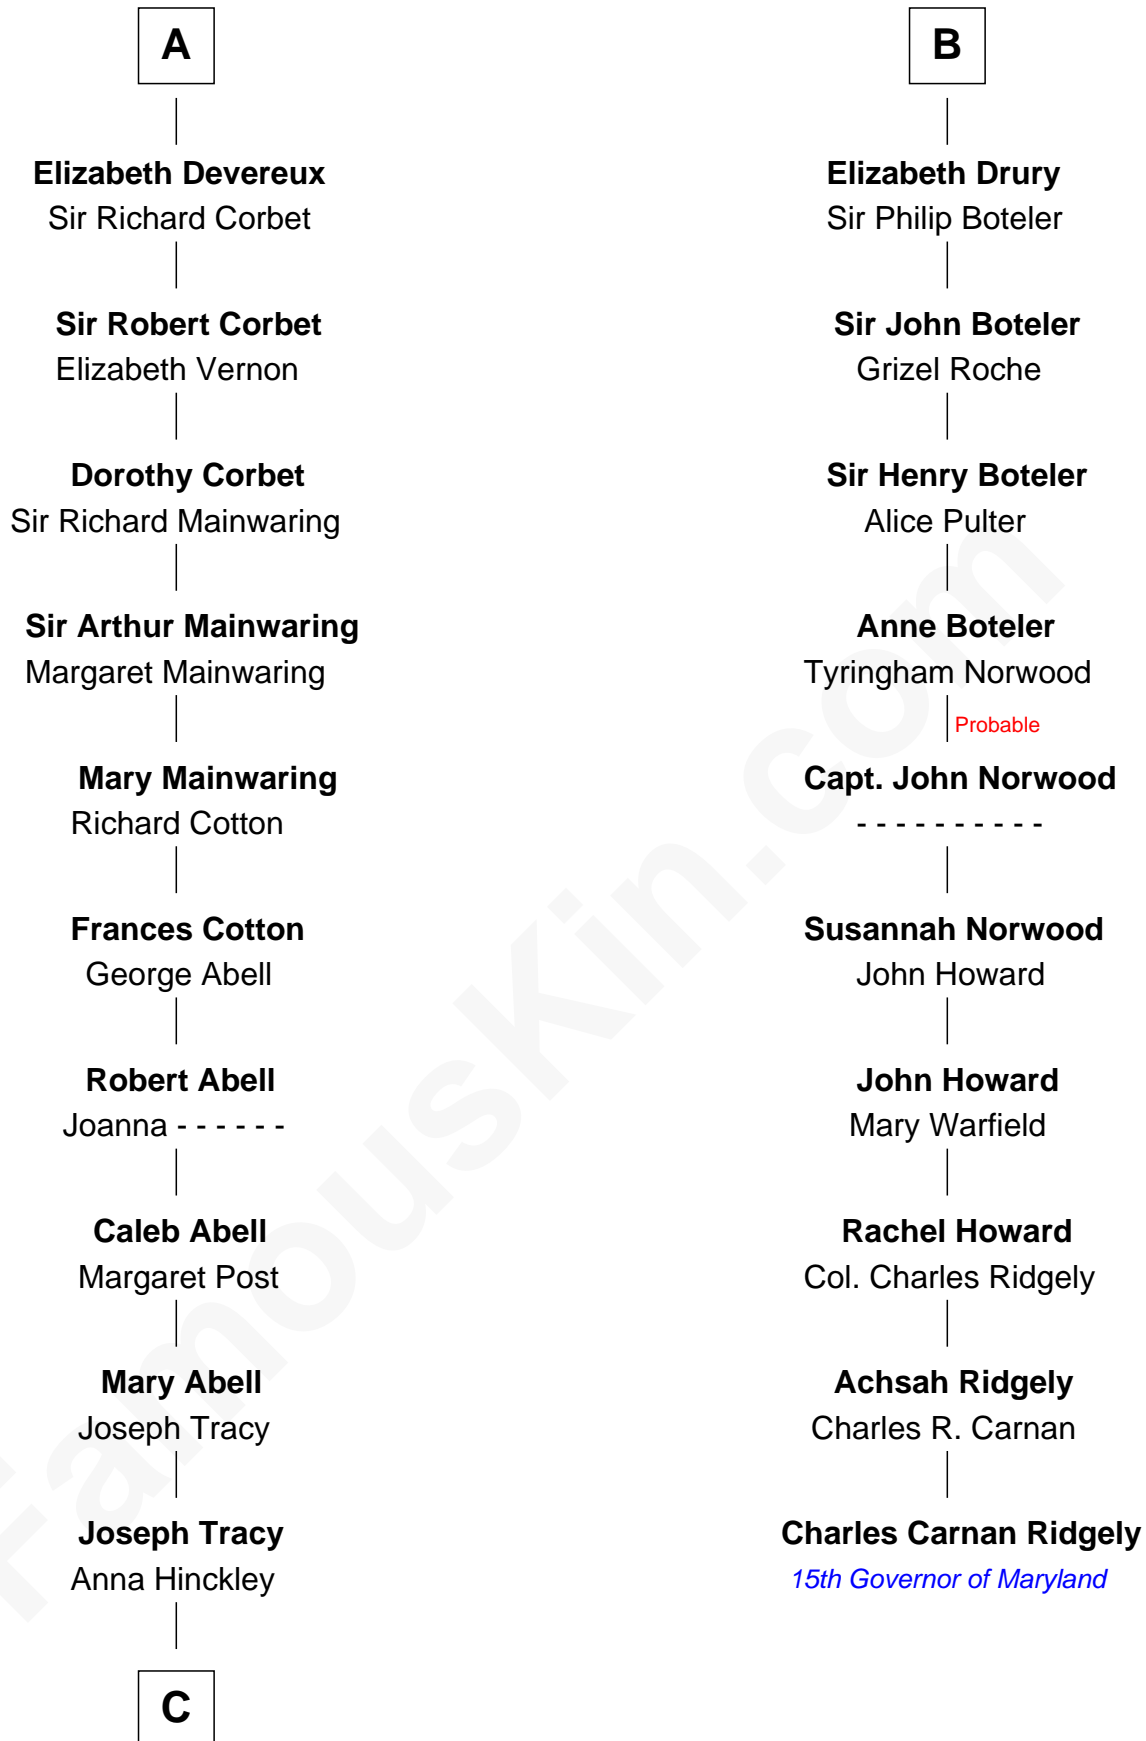 A
Elizabeth Devereux
Sir Richard Corbet
Sir Robert Corbet
Elizabeth Vernon
Dorothy Corbet
Sir Richard Mainwaring
Sir Arthur Mainwaring
Margaret Mainwaring
Mary Mainwaring
Richard Cotton
Frances Cotton
George Abell
Robert Abell
Joanna - - - - - -
Caleb Abell
Margaret Post
Mary Abell
Joseph Tracy
Joseph Tracy
Anna Hinckley
C
B
Elizabeth Drury
Sir Philip Boteler
Sir John Boteler
Grizel Roche
Sir Henry Boteler
Alice Pulter
Anne Boteler
Tyringham Norwood
Probable
Capt. John Norwood
- - - - - - - - - -
Susannah Norwood
John Howard
John Howard
Mary Warfield
Rachel Howard
Col. Charles Ridgely
Achsah Ridgely
Charles R. Carnan
Charles Carnan Ridgely
15th Governor of Maryland
FamousKin.com